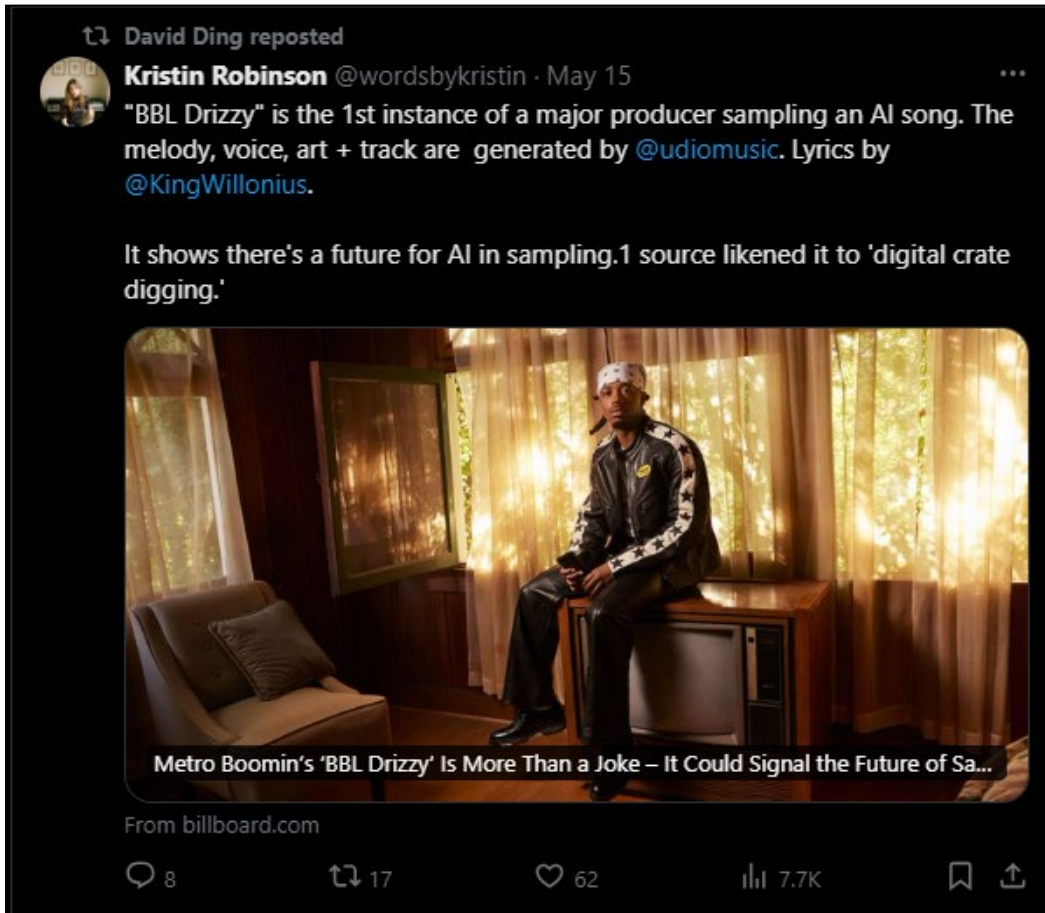 David Ding reposted
Kristin Robinson @wordsbykristin · May 15
"BBL Drizzy" is the 1st instance of a major producer sampling an AI song. The
melody, voice, art + track are  generated by @udiomusic. Lyrics by
@KingWillonius.
It shows there's a future for AI in sampling.1 source likened it to 'digital crate
digging.'
Metro Boomin's 'BBL Drizzy' Is More Than a Joke – It Could Signal the Future of Sa...
From billboard.com
8 17 62 7.7K